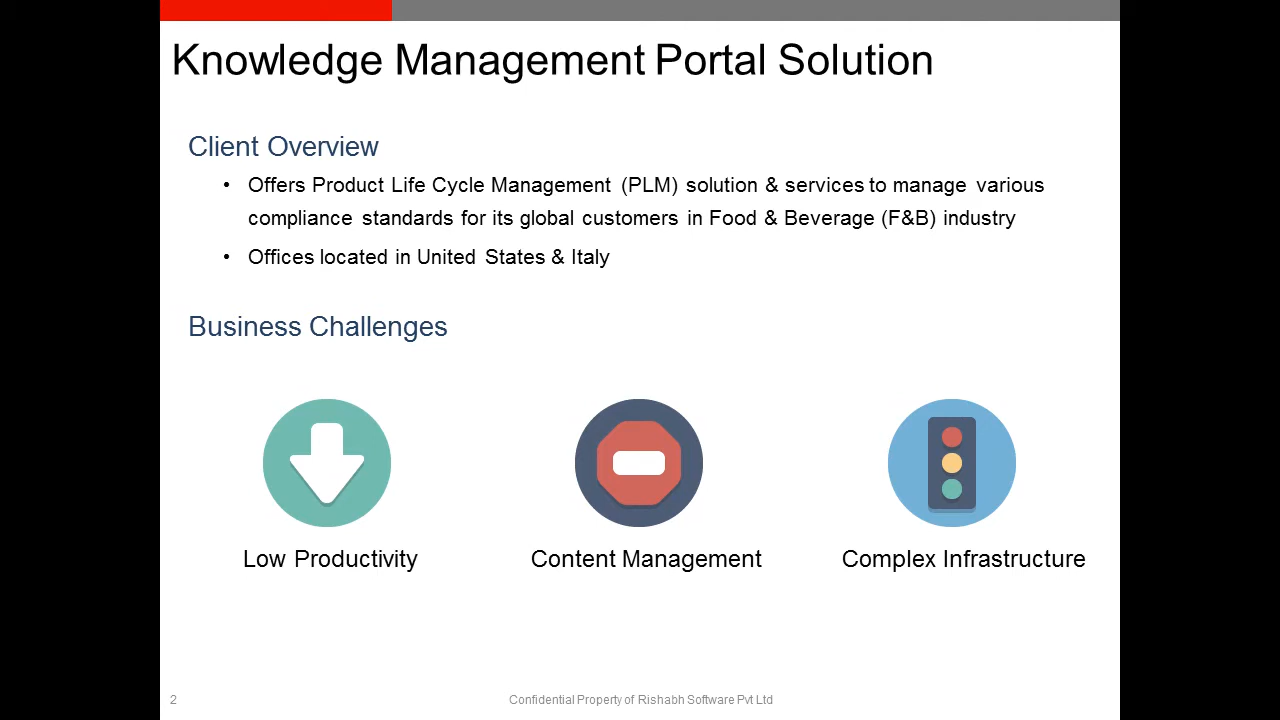 Knowledge Management Portal Solution
Client Overview
• Offers Product Life Cycle Management (PLM) solution & services to manage various
compliance standards for its global customers in Food & Beverage (F&B) industry
• Offices located in United States & Italy
Business Challenges
Low Productivity
Content Management
Complex Infrastructure
2
Confidential Property of Rishabh Software Pvt Ltd